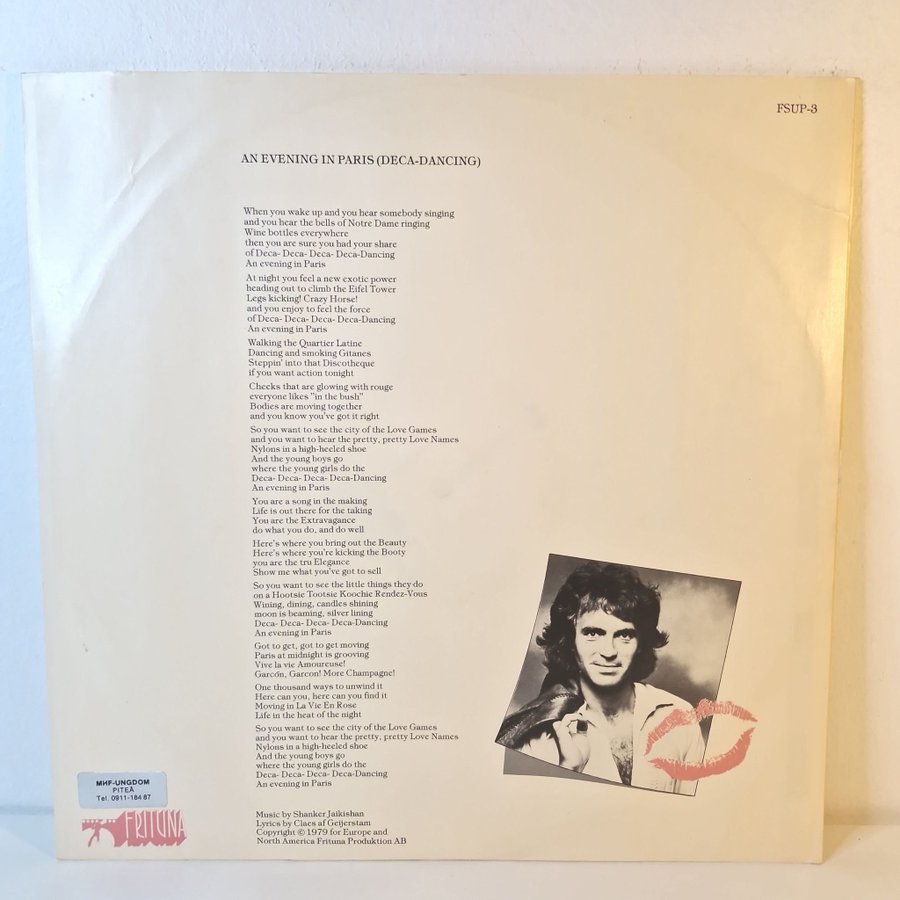 FSUP-3
AN EVENING IN PARIS (DECA-DANCING)
When you wake up and you hear somebody singing
and you hear the bells of Notre Dame ringing
Wine bottles everywhere
then you are sure you had your share
of Deca- Deca- Deca- Deca-Dancing
An evening in Paris
At night you feel a new exotic power
heading out to climb the Eifel Tower
Legs kicking! Crazy Horse!
and you enjoy to feel the force
of Deca- Deca- Deca- Deca-Dancing
An evening in Paris
Walking the Quartier Latine
Dancing and smoking Gitanes
Steppin' into that Discotheque
if you want action tonight
Cheeks that are glowing with rouge
everyone likes "in the bush"
Bodies are moving together
and you know you've got it right
So you want to see the city of the Love Games
and you want to hear the pretty, pretty Love Names
Nylons in a high-heeled shoe
And the young boys go
where the young girls do the
Deca- Deca- Deca- Deca-Dancing
An evening in Paris
You are a song in the making
Life is out there for the taking
You are the Extravagance
do what you do, and do well
Here's where you bring out the Beauty
Here's where you're kicking the Booty
you are the tru Elegance
Show me what you've got to sell
So you want to see the little things they do
on a Hootsie Tootsie Koochie Rendez-Vous
Wining, dining, candles shining
moon is beaming, silver lining
Deca- Deca- Deca- Deca-Dancing
An evening in Paris
Got to get, got to get moving
Paris at midnight is grooving
Vive la vie Amoureuse!
Garcón, Garcon! More Champagne!
One thousand ways to unwind it
Here can you, here can you find it
Moving in La Vie En Rose
Life in the heat of the night
So you want to see the city of the Love Games
and you want to hear the pretty, pretty Love Names
Nylons in a high-heeled shoe
And the young boys go
where the young girls do the
Deca- Deca- Deca- Deca-Dancing
An evening in Paris
MHF-UNGDOM
PITEÅ
Tel. 0911-184 87
FRITUNA
Music by Shanker Jaikishan
Lyrics by Claes af Geijerstam
Copyright © 1979 for Europe and
North America Frituna Produktion AB